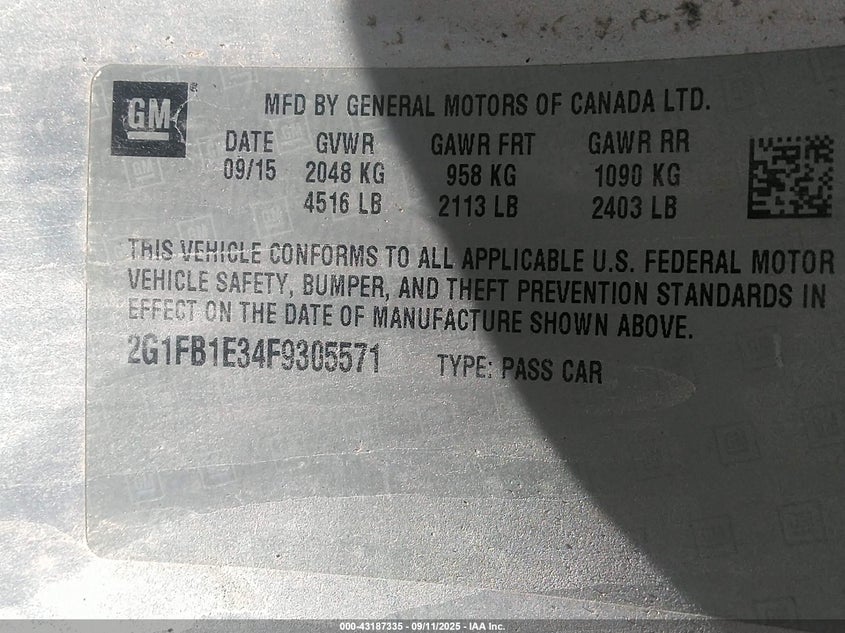 GM
MFD BY GENERAL MOTORS OF CANADA LTD.
DATE GVWR GAWR FRT GAWR RR
09/15 2048 KG 958 KG 1090 KG
4516 LB 2113 LB 2403 LB
THIS VEHICLE CONFORMS TO ALL APPLICABLE U.S. FEDERAL MOTOR
VEHICLE SAFETY, BUMPER, AND THEFT PREVENTION STANDARDS IN
EFFECT ON THE DATE OF MANUFACTURE SHOWN ABOVE.
2G1FB1E34F9305571 TYPE: PASS CAR
000-43187335 - 09/11/2025 - IAA Inc.